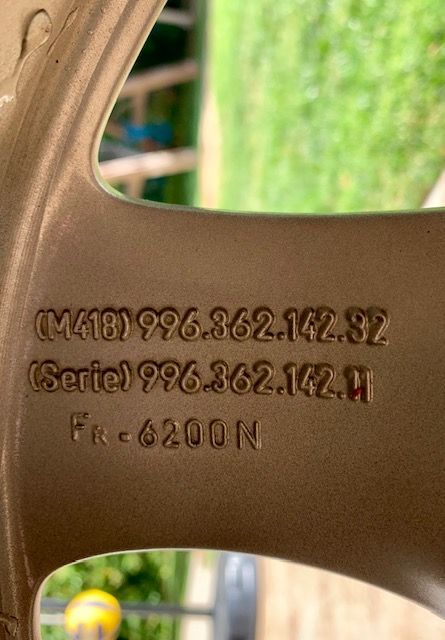 (M418) 996.362.142.32
(Serie) 996.362.142.11
FR - 6200N